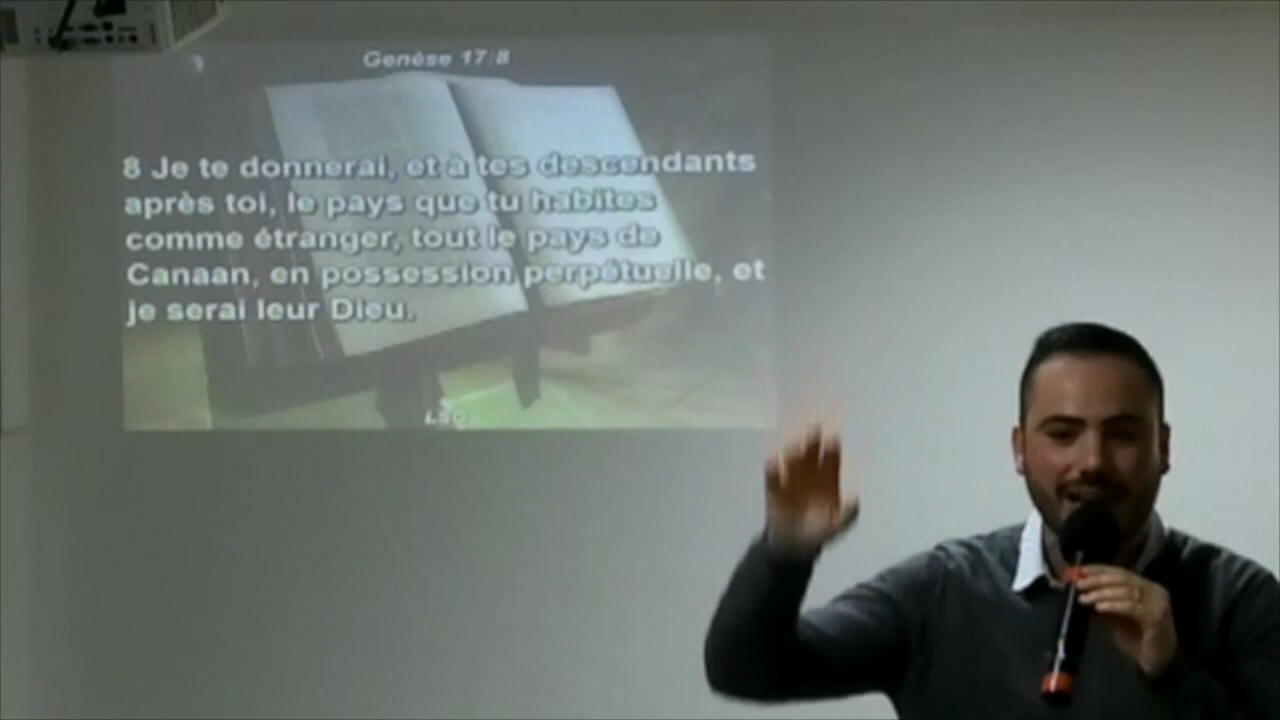 Genèse 17:8
8 Je te donnerai, et à tes descendants
après toi, le pays que tu habites
comme étranger, tout le pays de
Canaan, en possession perpétuelle, et
je serai leur Dieu.